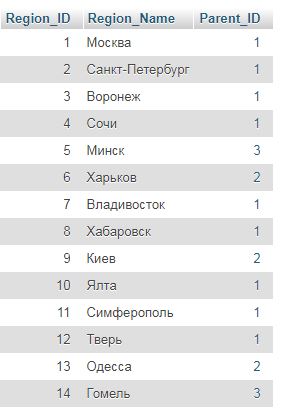 Region_ID Region_Name Parent_ID
1 Москва 1
2 Санкт-Петербург 1
3 Воронеж 1
4 Сочи 1
5 Минск 3
6 Харьков 2
7 Владивосток 1
8 Хабаровск 1
9 Киев 2
10 Ялта 1
11 Симферополь 1
12 Тверь 1
13 Одесса 2
14 Гомель 3